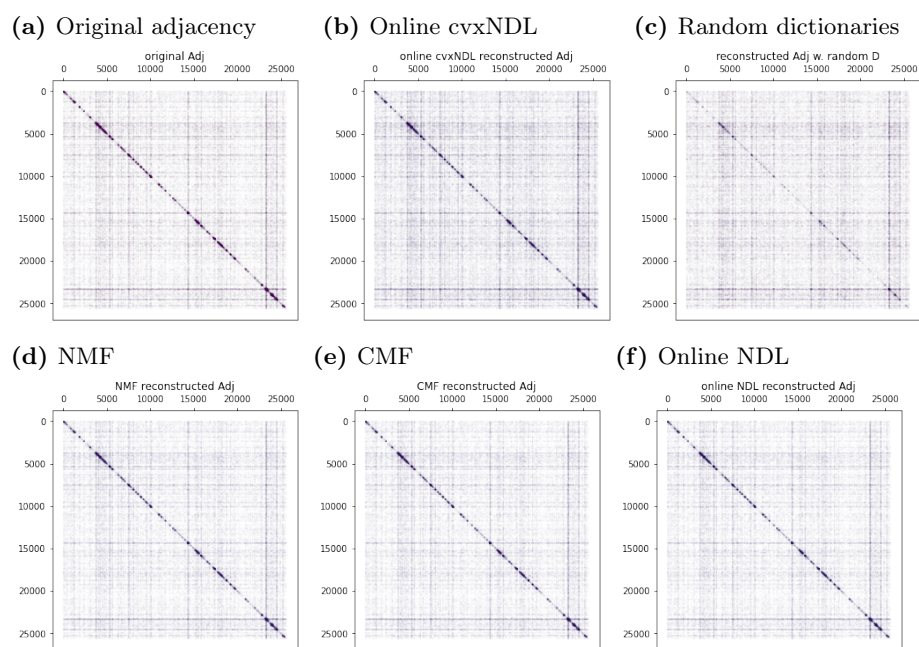 (a) Original adjacency (b) Online cvxNDL (c) Random dictionaries
original Adj online cvxNDL reconstructed Adj reconstructed Adj w. random D
0 5000 10000 15000 20000 25000 0 5000 10000 15000 20000 25000 0 5000 10000 15000 20000 25000
0 0 0
5000 5000 5000
10000 10000 10000
15000 15000 15000
20000 20000 20000
25000 25000 25000
(d) NMF (e) CMF (f) Online NDL
NMF reconstructed Adj CMF reconstructed Adj online NDL reconstructed Adj
0 5000 10000 15000 20000 25000 0 5000 10000 15000 20000 25000 0 5000 10000 15000 20000 25000
0 0 0
5000 5000 5000
10000 10000 10000
15000 15000 15000
20000 20000 20000
25000 25000 25000